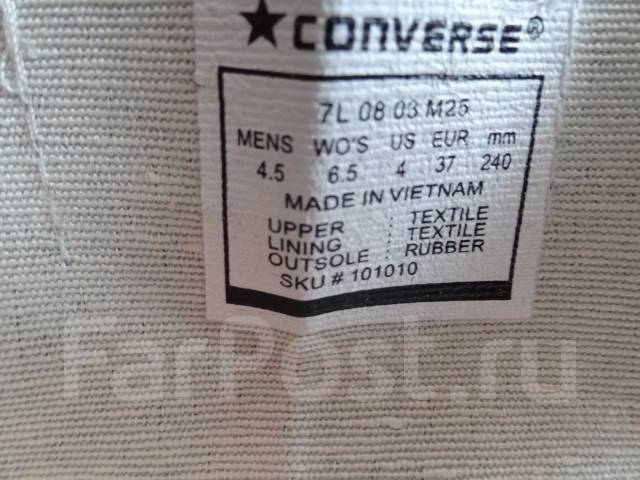 ★CONVERSE®
7L 08 03 M25
MENS WO'S US EUR mm
4.5 6.5 4 37 240
MADE IN VIETNAM
UPPER : TEXTILE
LINING : TEXTILE
OUTSOLE : RUBBER
SKU # 101010
FarPost.ru